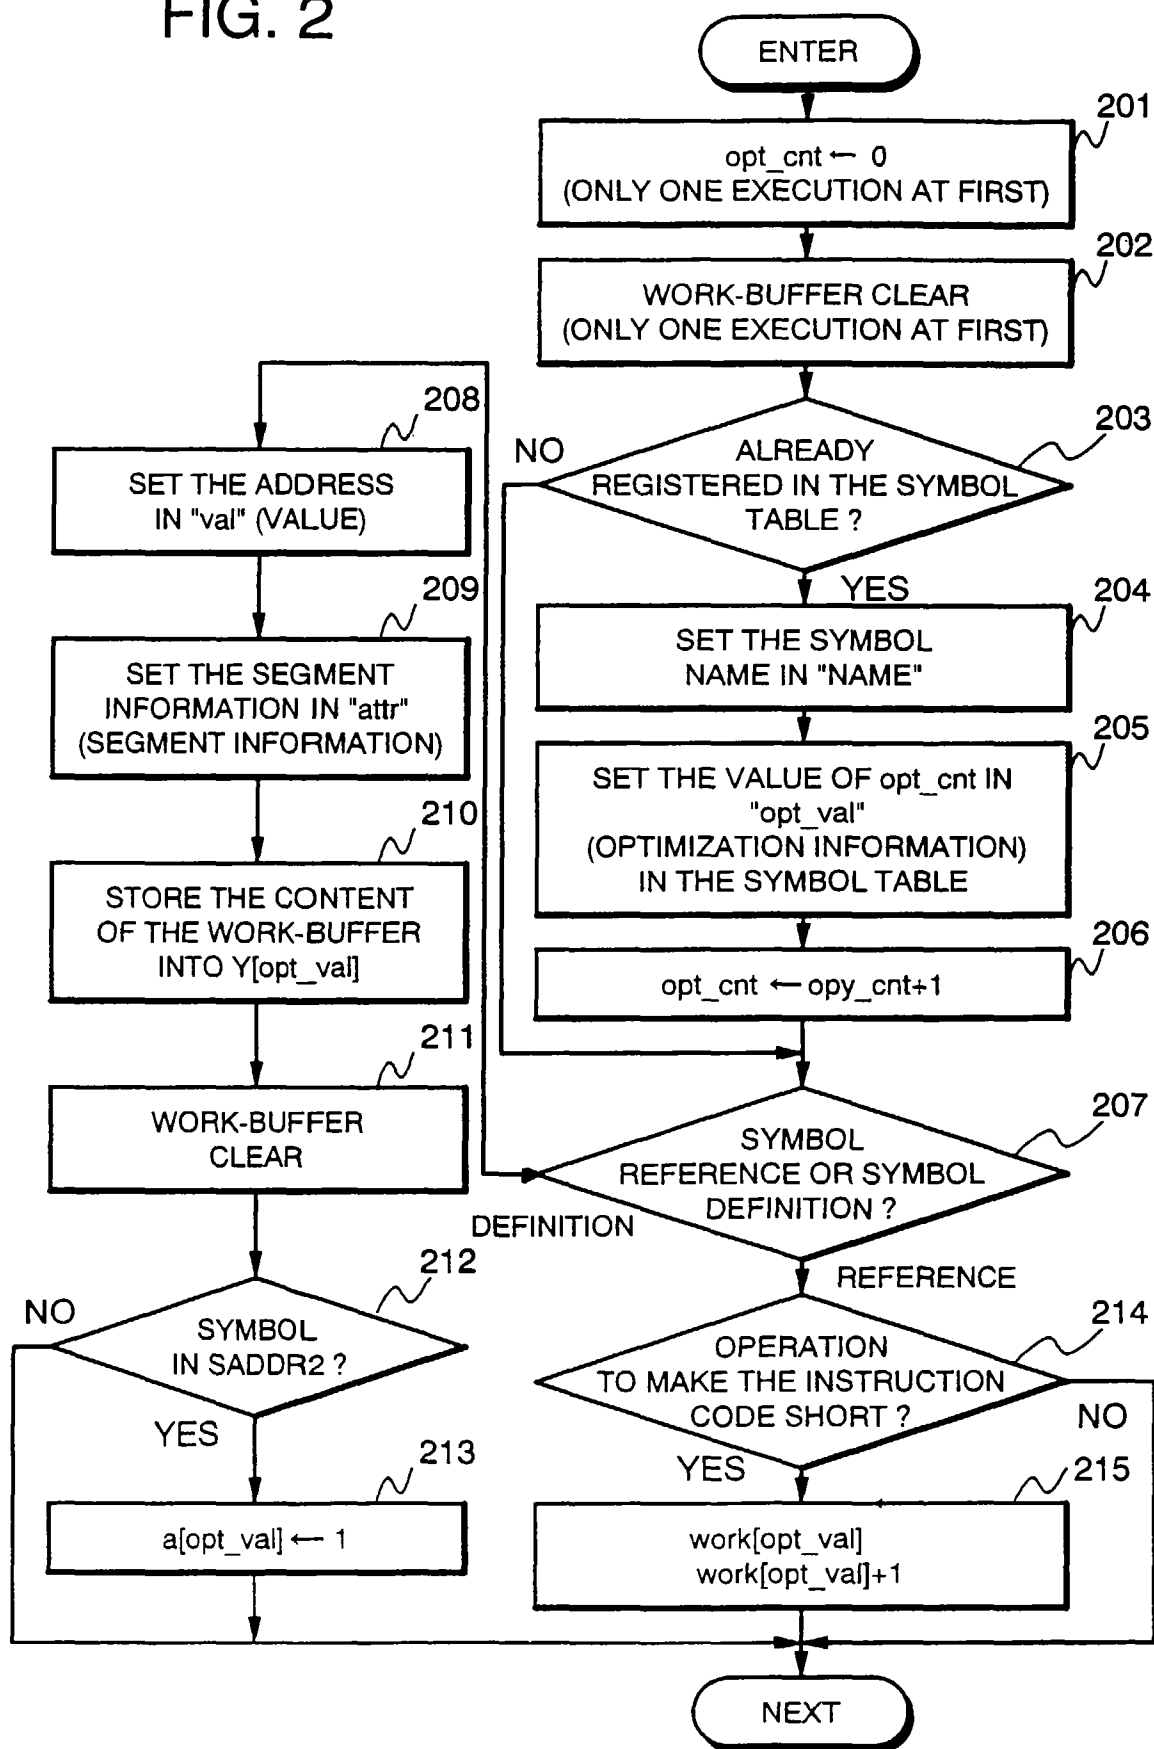 FIG. 2
ENTER
201
opt_cnt ← 0
(ONLY ONE EXECUTION AT FIRST)
202
WORK-BUFFER CLEAR
(ONLY ONE EXECUTION AT FIRST)
203
NO
ALREADY
REGISTERED IN THE SYMBOL
TABLE ?
YES
204
SET THE SYMBOL
NAME IN "NAME"
205
SET THE VALUE OF opt_cnt IN
"opt_val"
(OPTIMIZATION INFORMATION)
IN THE SYMBOL TABLE
206
opt_cnt ← opy_cnt+1
207
SYMBOL
REFERENCE OR SYMBOL
DEFINITION ?
DEFINITION
REFERENCE
208
SET THE ADDRESS
IN "val" (VALUE)
209
SET THE SEGMENT
INFORMATION IN "attr"
(SEGMENT INFORMATION)
210
STORE THE CONTENT
OF THE WORK-BUFFER
INTO Y[opt_val]
211
WORK-BUFFER
CLEAR
212
NO
SYMBOL
IN SADDR2 ?
YES
213
a[opt_val] ← 1
214
OPERATION
TO MAKE THE INSTRUCTION
CODE SHORT ?
NO
YES
215
work[opt_val]
work[opt_val]+1
NEXT